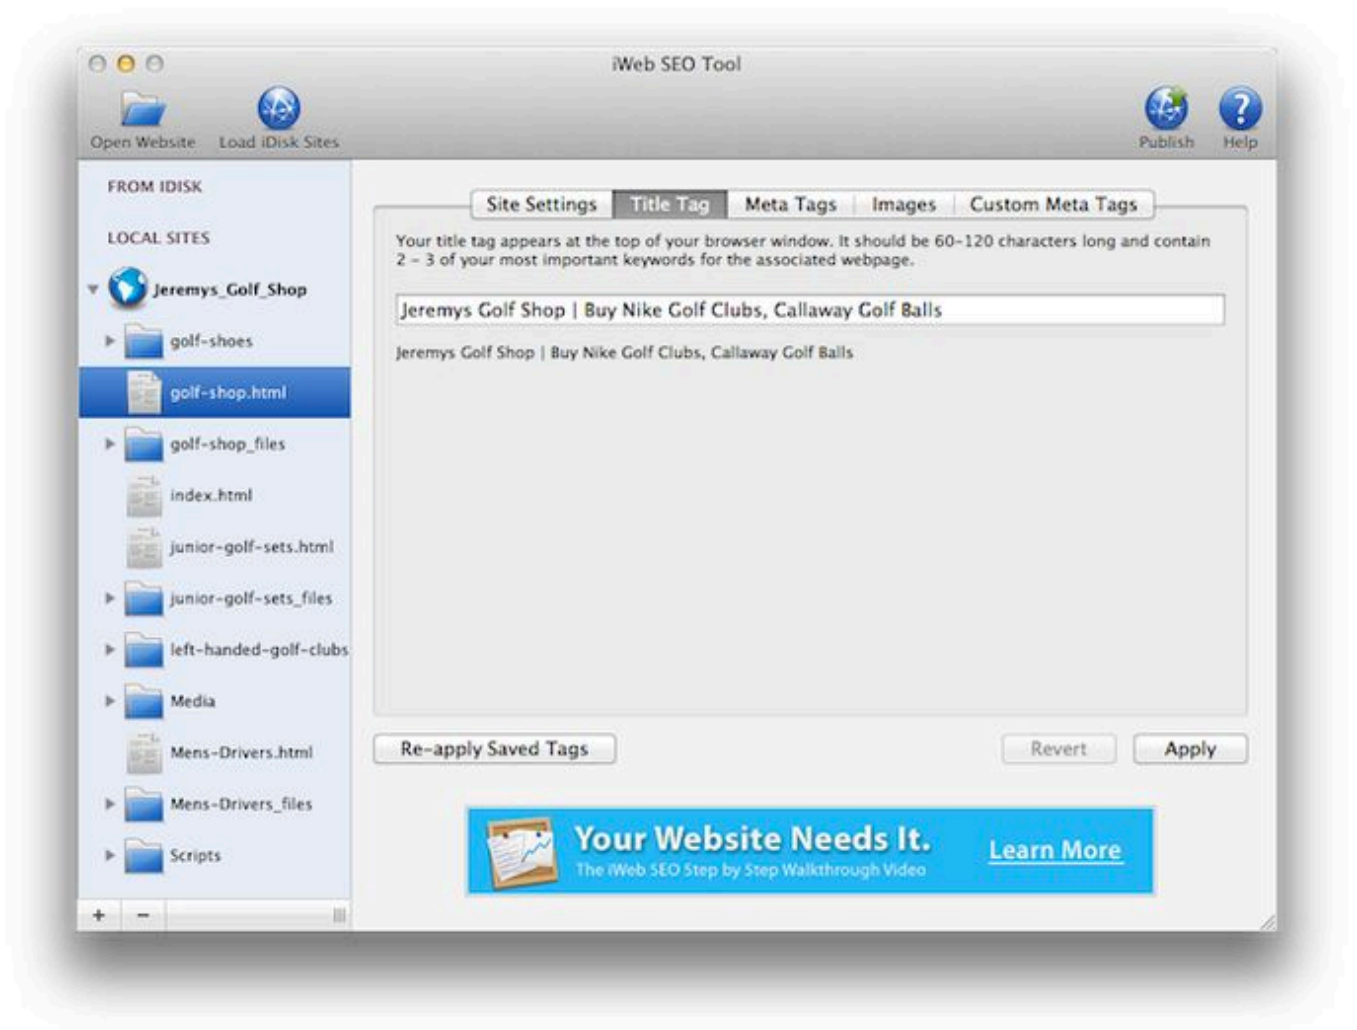 iWeb SEO Tool
Open Website
Load iDisk Sites
Publish
Help
FROM IDISK
LOCAL SITES
Jeremys_Golf_Shop
golf-shoes
golf-shop.html
golf-shop_files
index.html
junior-golf-sets.html
junior-golf-sets_files
left-handed-golf-clubs
Media
Mens-Drivers.html
Mens-Drivers_files
Scripts
Site Settings
Title Tag
Meta Tags
Images
Custom Meta Tags
Your title tag appears at the top of your browser window. It should be 60-120 characters long and contain
2 - 3 of your most important keywords for the associated webpage.
Jeremys Golf Shop | Buy Nike Golf Clubs, Callaway Golf Balls
Jeremys Golf Shop | Buy Nike Golf Clubs, Callaway Golf Balls
Re-apply Saved Tags
Revert
Apply
Your Website Needs It.
The iWeb SEO Step by Step Walkthrough Video
Learn More